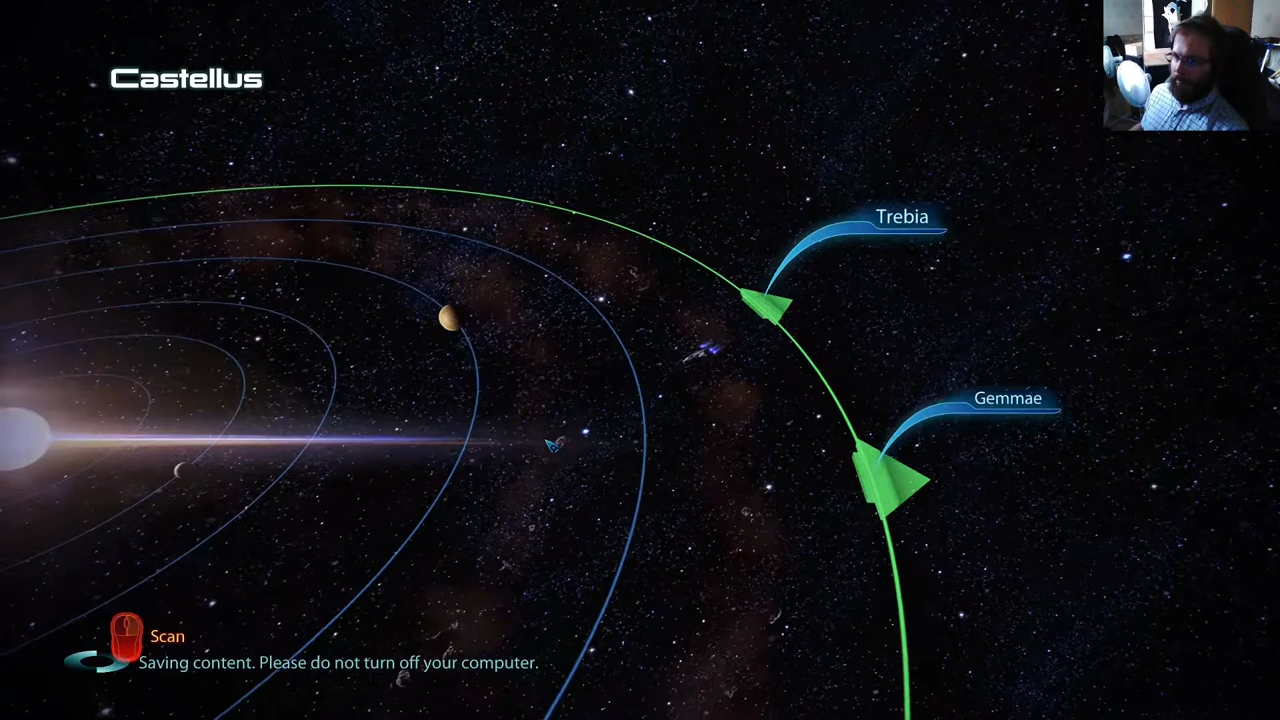 Castellus
Trebia
Gemmae
Scan
Saving content. Please do not turn off your computer.